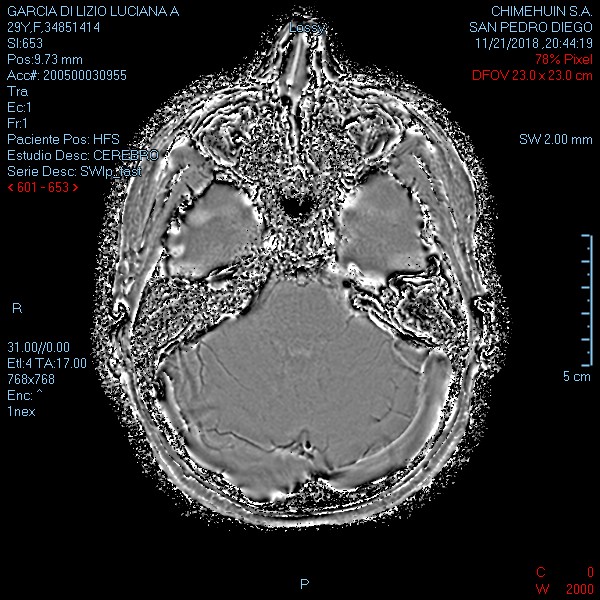 GARCIA DI LIZIO LUCIANA A
29Y,F,34851414
Sl:653
Pos:9.73 mm
Acc#: 200500030955
Tra
Ec:1
Fr:1
Paciente Pos: HFS
Estudio Desc: CEREBRO
Serie Desc: SWIp_fast
< 601 - 653 >
Lossy
CHIMEHUIN S.A.
SAN PEDRO DIEGO
11/21/2018 ,20:44:19
78% Pixel
DFOV 23.0 x 23.0 cm
SW 2.00 mm
R
31.00//0.00
Etl:4 TA:17.00
768x768
Enc: ^
1nex
5 cm
P
C 0
W 2000